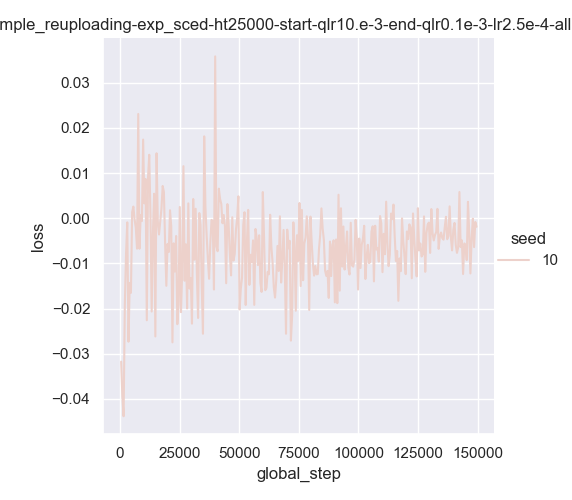 mple_reuploading-exp_sced-ht25000-start-qlr10.e-3-end-qlr0.1e-3-lr2.5e-4-all
0.03
0.02
0.01
0.00
−0.01
−0.02
−0.03
−0.04
loss
0 25000 50000 75000 100000 125000 150000
global_step
seed
10